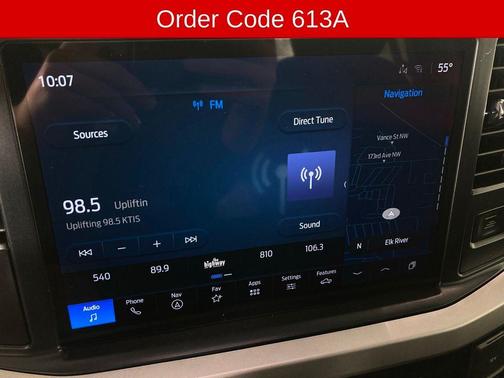 Order Code 613A
10:07
55°
FM
Navigation
Sources
Direct Tune
Vance St NW
173rd Ave NW
98.5 Upliftin
Uplifting 98.5 KTIS
Sound
540
89.9
the highway
810
106.3
N
Elk River
Audio
Phone
Nav
Fav
Apps
Settings
Features